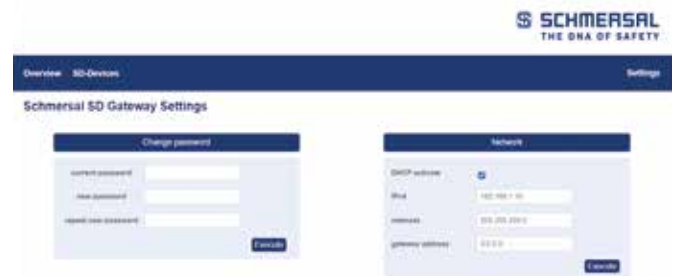 SCHMERSAL
THE DNA OF SAFETY
Overview SD-Devices Settings
Schmersal SD Gateway Settings
Change password
current password
new password
repeat new password
Execute
Network
DHCP activate
IPv4
netmask
gateway address
Execute